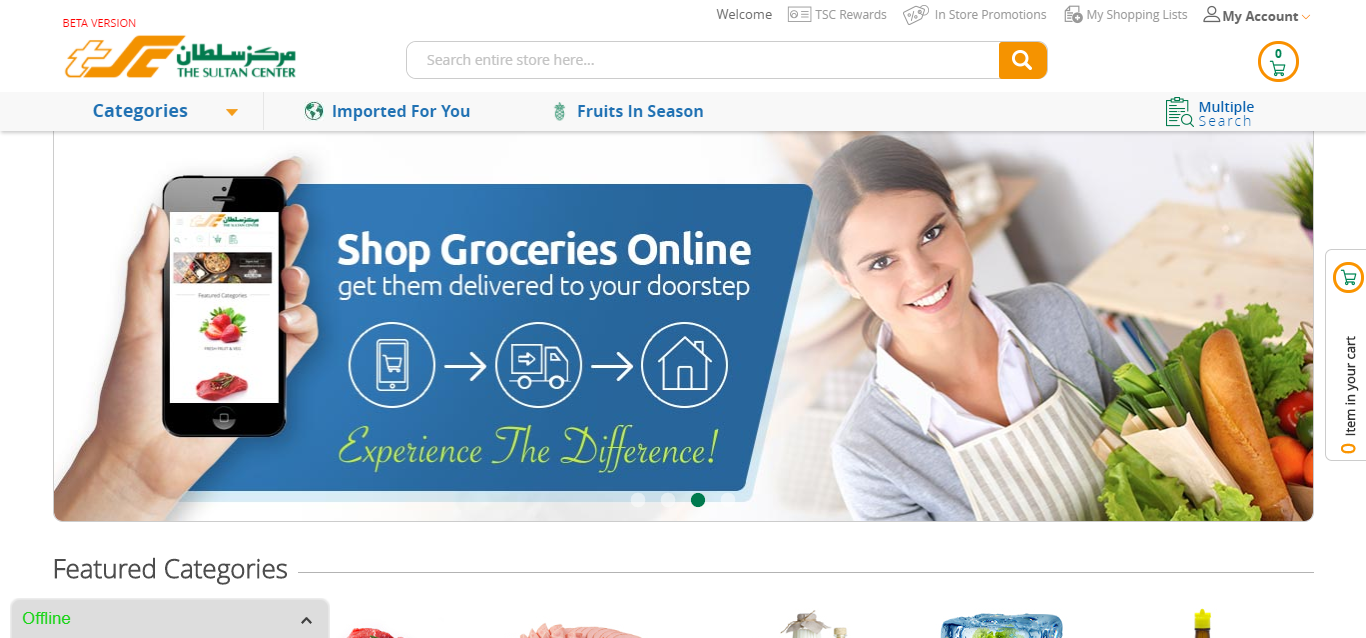 BETA VERSION
Welcome
TSC Rewards
In Store Promotions
My Shopping Lists
My Account
مركز سلطان
THE SULTAN CENTER
Search entire store here...
0
Categories
Imported For You
Fruits In Season
Multiple
Search
مركز سلطان
THE SULTAN CENTER
Featured Categories
FRESH FRUIT & VEG
Shop Groceries Online
get them delivered to your doorstep
Experience The Difference!
0 Item in your cart
Featured Categories
Offline